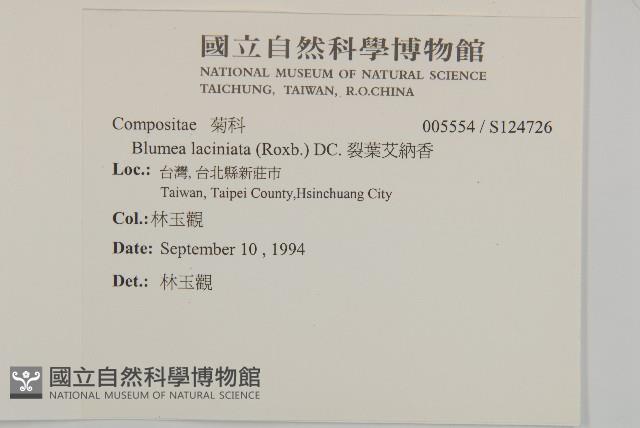 國立自然科學博物館
NATIONAL MUSEUM OF NATURAL SCIENCE
TAICHUNG, TAIWAN, R.O.CHINA
Compositae 菊科 005554 / S124726
Blumea laciniata (Roxb.) DC. 裂葉艾納香
Loc.: 台灣, 台北縣新莊市
Taiwan, Taipei County,Hsinchuang City
Col.: 林玉觀
Date: September 10 , 1994
Det.: 林玉觀
國立自然科學博物館
NATIONAL MUSEUM OF NATURAL SCIENCE